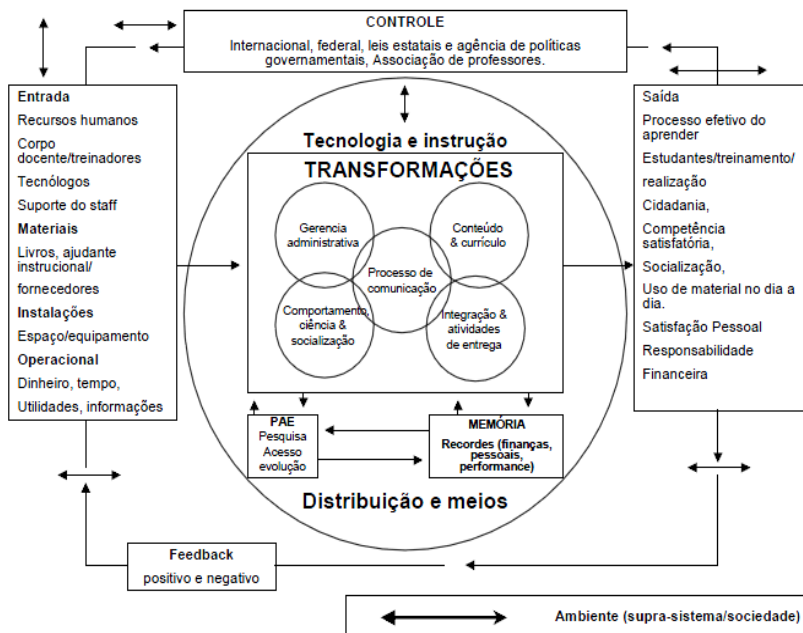 CONTROLE
Internacional, federal, leis estatais e agência de políticas
governamentais, Associação de professores.
Entrada
Recursos humanos
Corpo
docente/treinadores
Tecnólogos
Suporte do staff
Materiais
Livros, ajudante
instrucional/
fornecedores
Instalações
Espaço/equipamento
Operacional
Dinheiro, tempo,
Utilidades, informações
Tecnologia e instrução
TRANSFORMAÇÕES
Gerencia
administrativa
Conteúdo
& currículo
Processo de
comunicação
Comportamento,
ciência &
socialização
Integração &
atividades
de entrega
PAE
Pesquisa
Acesso
evolução
MEMÓRIA
Recordes (finanças,
pessoais,
performance)
Distribuição e meios
Saída
Processo efetivo do
aprender
Estudantes/treinamento/
realização
Cidadania,
Competência
satisfatória,
Socialização,
Uso de material no dia a
dia.
Satisfação Pessoal
Responsabilidade
Financeira
Feedback
positivo e negativo
Ambiente (supra-sistema/sociedade)